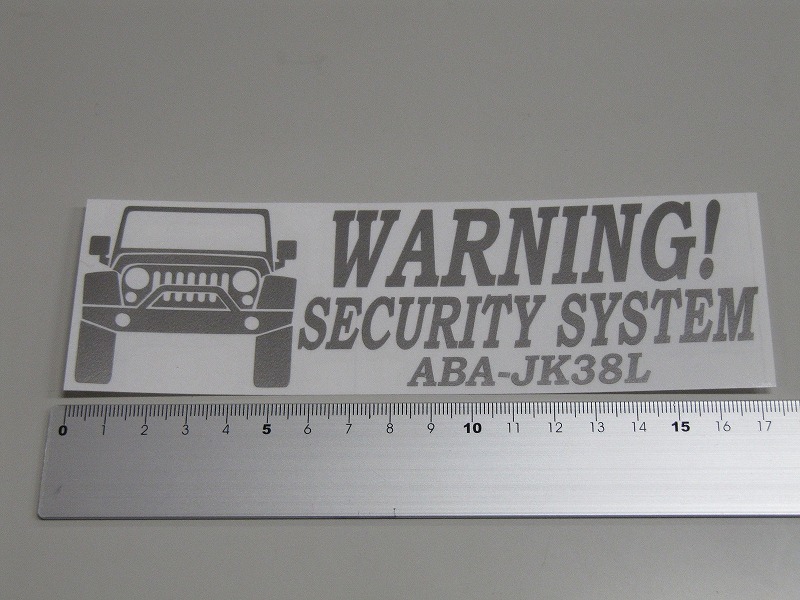 WARNING!
SECURITY SYSTEM
ABA-JK38L
0 1 2 3 4 5 6 7 8 9 10 11 12 13 14 15 16 17